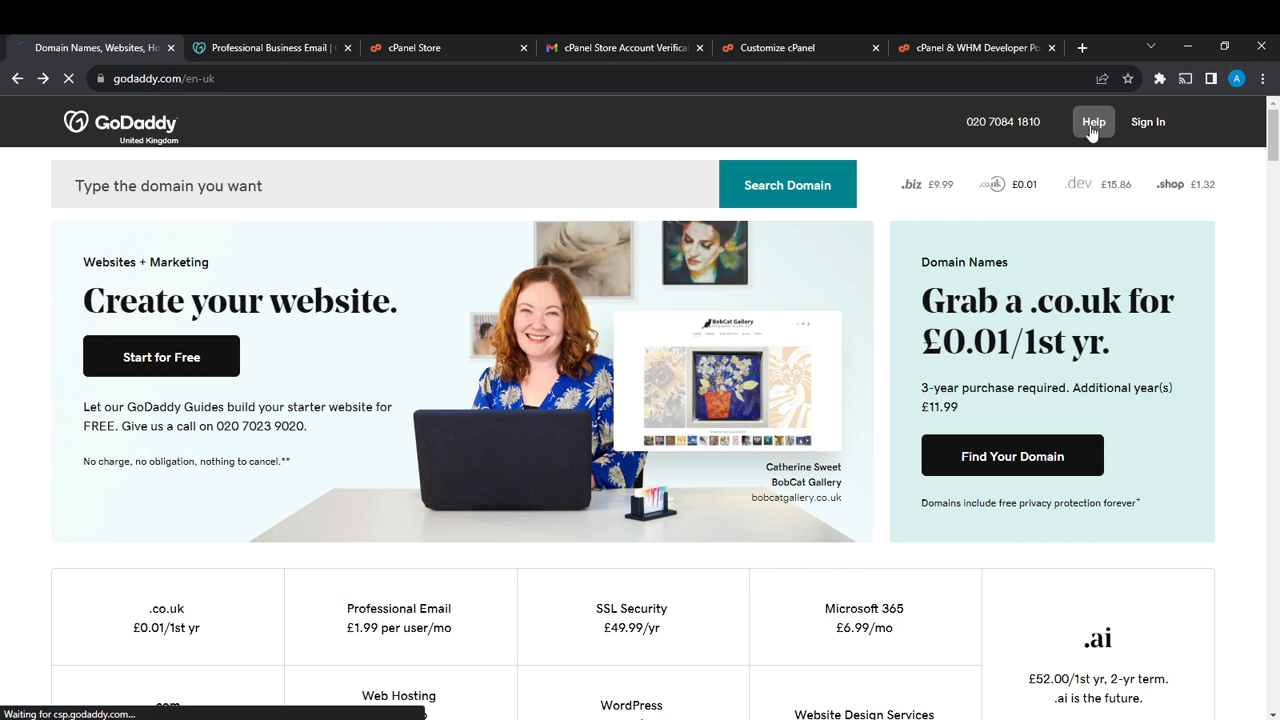 Domain Names, Websites, Ho
Professional Business Email | G
cPanel Store
cPanel Store Account Verificat
Customize cPanel
cPanel & WHM Developer Po
godaddy.com/en-uk
A
GoDaddy
United Kingdom
020 7084 1810
Help
Sign In
Type the domain you want
Search Domain
.biz £9.99
.co.uk £0.01
.dev £15.86
.shop £1.32
Websites + Marketing
Create your website.
Start for Free
Let our GoDaddy Guides build your starter website for
FREE. Give us a call on 020 7023 9020.
No charge, no obligation, nothing to cancel.**
BobCat Gallery
Catherine Sweet
BobCat Gallery
bobcatgallery.co.uk
Domain Names
Grab a .co.uk for
£0.01/1st yr.
3-year purchase required. Additional year(s)
£11.99
Find Your Domain
Domains include free privacy protection forever+
.co.uk
£0.01/1st yr
Professional Email
£1.99 per user/mo
SSL Security
£49.99/yr
Microsoft 365
£6.99/mo
.ai
£52.00/1st yr, 2-yr term.
.ai is the future.
.com
Web Hosting
WordPress
Website Design Services
Waiting for csp.godaddy.com...